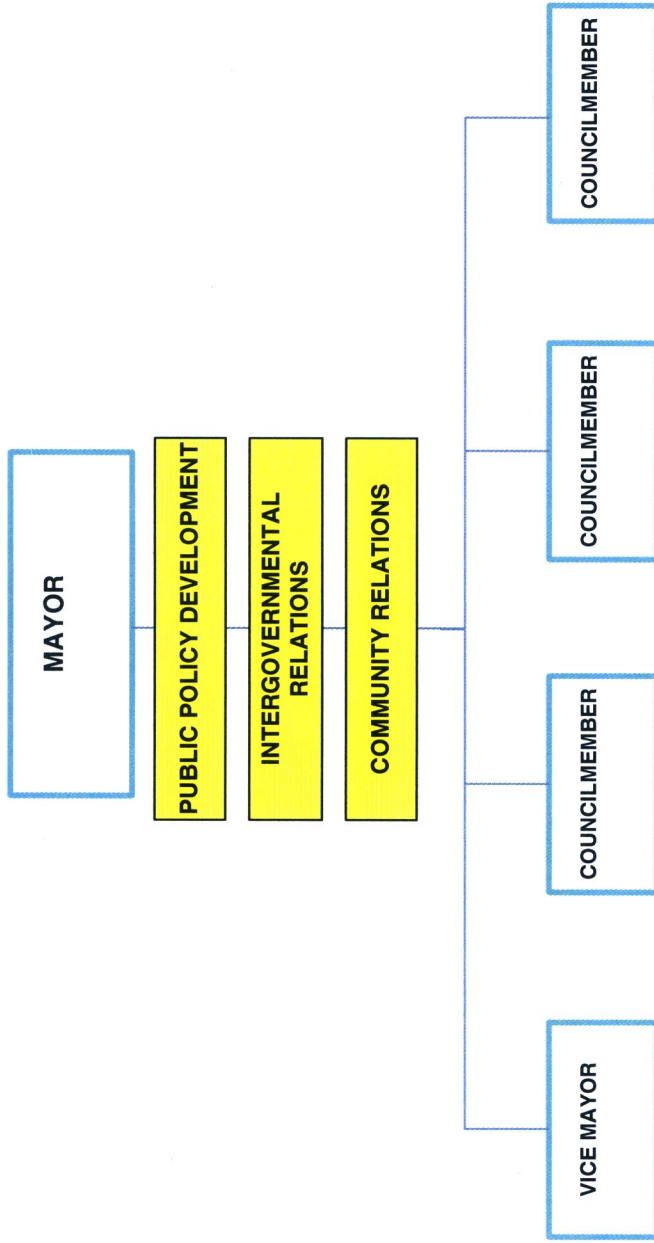 MAYOR
PUBLIC POLICY DEVELOPMENT
INTERGOVERNMENTAL
RELATIONS
COMMUNITY RELATIONS
VICE MAYOR
COUNCILMEMBER
COUNCILMEMBER
COUNCILMEMBER